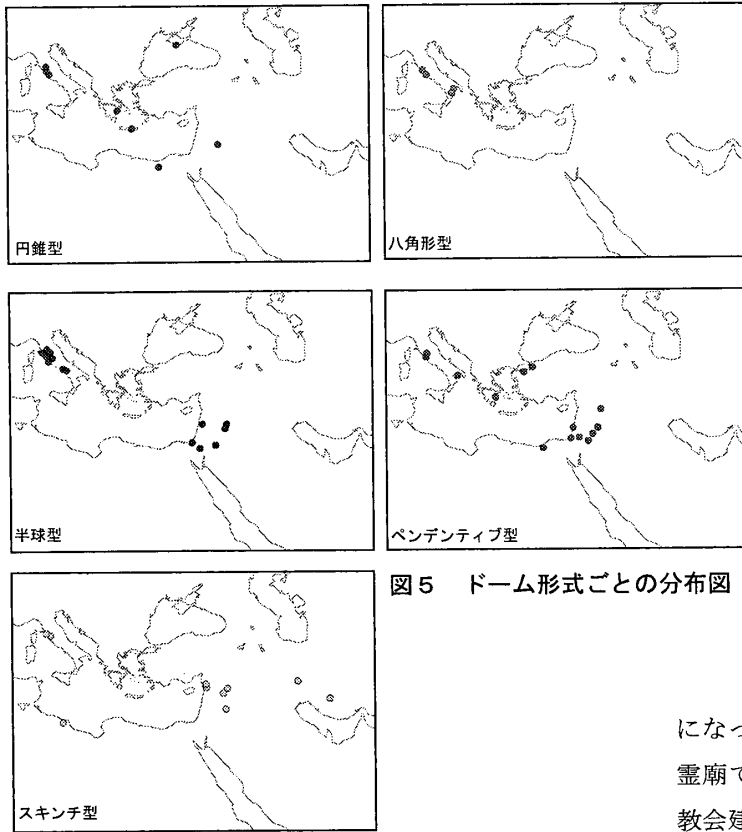 円錐型
八角形型
半球型
ペンデンティブ型
スキンチ型
図5 ドーム形式ごとの分布図
になっ
霊廟で
教会建